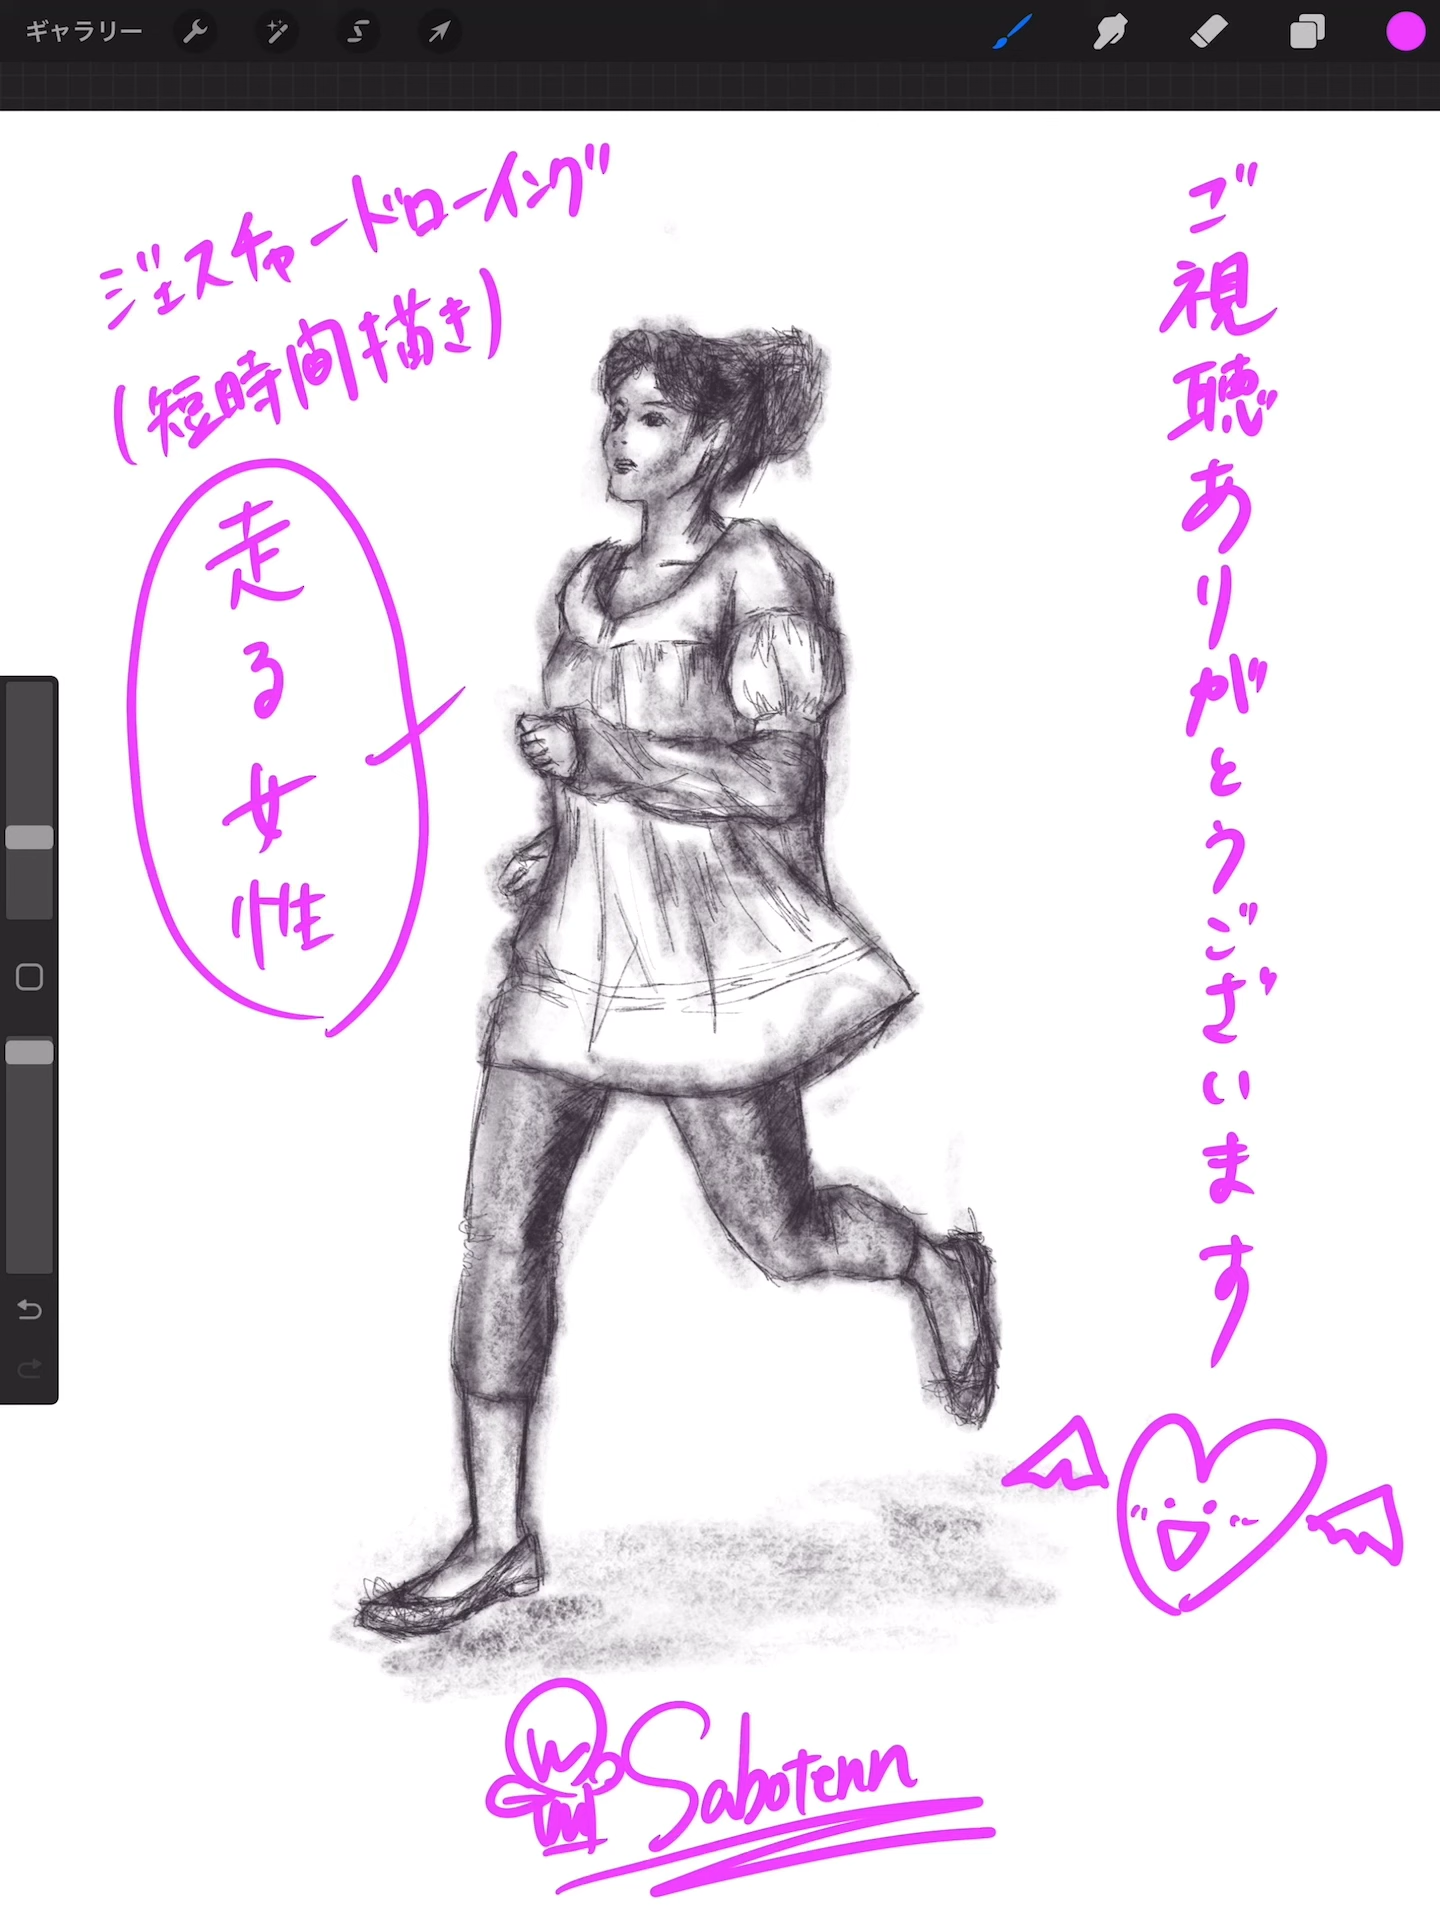 ギャラリー
ジェスチャードローイング
(短時間描き)
走る女性
ご視聴ありがとうございます
Sabotenn